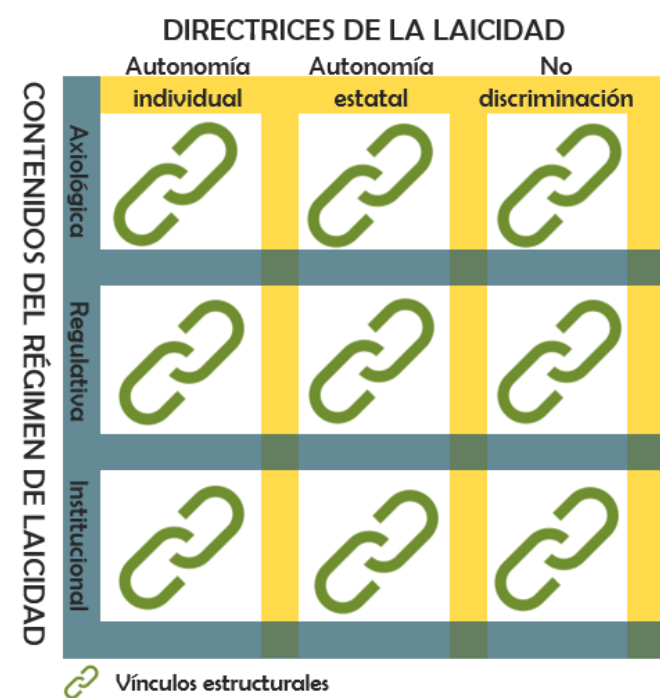 DIRECTRICES DE LA LAICIDAD
Autonomía individual
Autonomía estatal
No discriminación
CONTENIDOS DEL RÉGIMEN DE LAICIDAD
Axiológica
Regulativa
Institucional
Vínculos estructurales